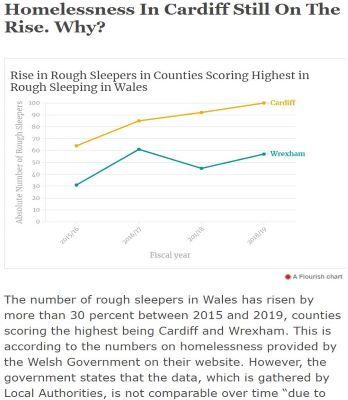 Homelessness In Cardiff Still On The
Rise. Why?
Rise in Rough Sleepers in Counties Scoring Highest in
Rough Sleeping in Wales
Absolute Number of Rough Sleepers
100
90
80
70
60
50
40
30
20
10
0
Cardiff
Wrexham
2015/16
2016/17
2017/18
2018/19
Fiscal year
A Flourish chart
The number of rough sleepers in Wales has risen by
more than 30 percent between 2015 and 2019, counties
scoring the highest being Cardiff and Wrexham. This is
according to the numbers on homelessness provided by
the Welsh Government on their website. However, the
government states that the data, which is gathered by
Local Authorities, is not comparable over time “due to